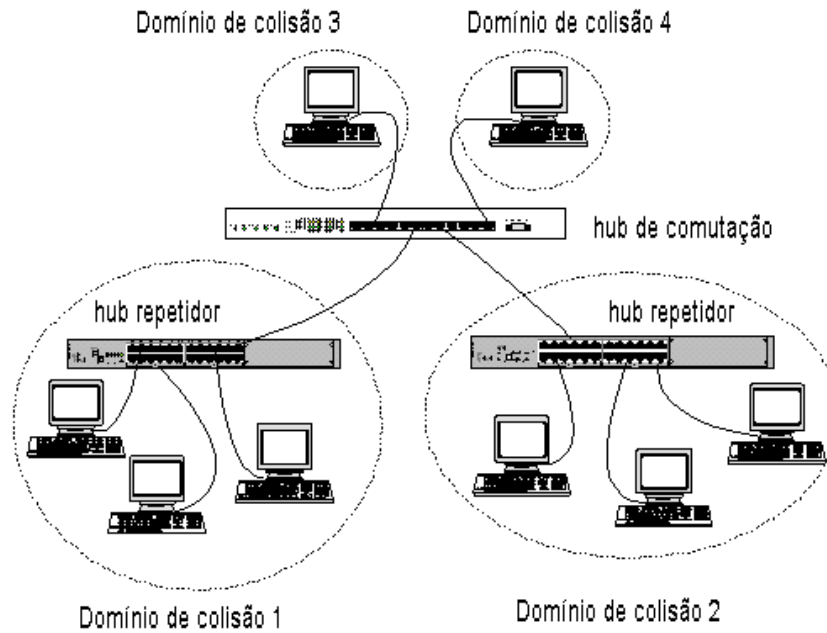 Domínio de colisão 3
Domínio de colisão 4
hub de comutação
hub repetidor
hub repetidor
Domínio de colisão 1
Domínio de colisão 2